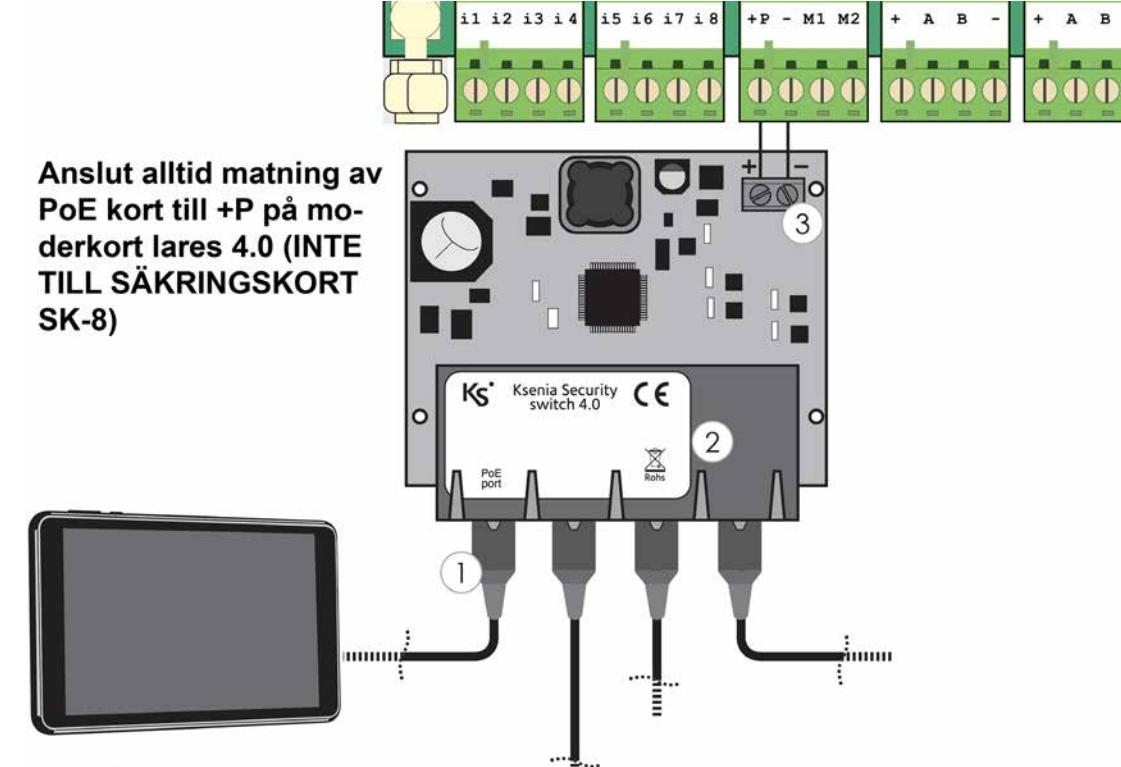 i1 i2 i3 i4 i5 i6 i7 i8 +P - M1 M2 + A B - + A B
Anslut alltid matning av
PoE kort till +P på mo-
derkort lares 4.0 (INTE
TILL SÄKRINGSKORT
SK-8)
+ -
3
Ks Ksenia Security
switch 4.0
CE
2
PoE
port
Rohs
1